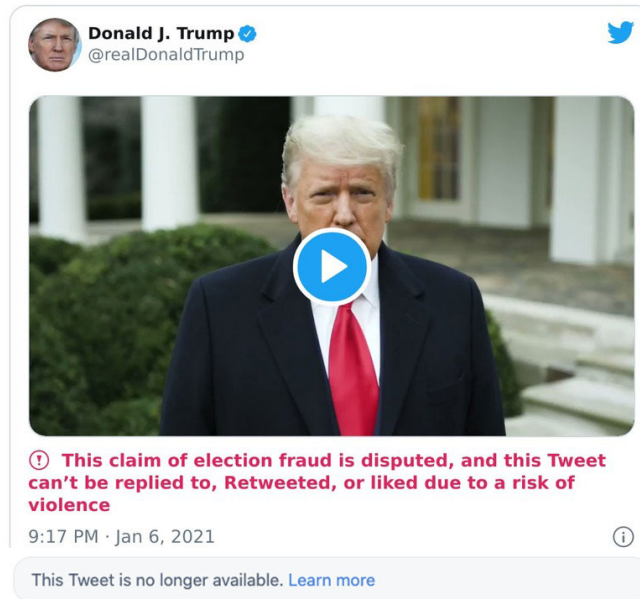 Donald J. Trump
@realDonaldTrump
This claim of election fraud is disputed, and this Tweet
can’t be replied to, Retweeted, or liked due to a risk of
violence
9:17 PM · Jan 6, 2021
This Tweet is no longer available. Learn more